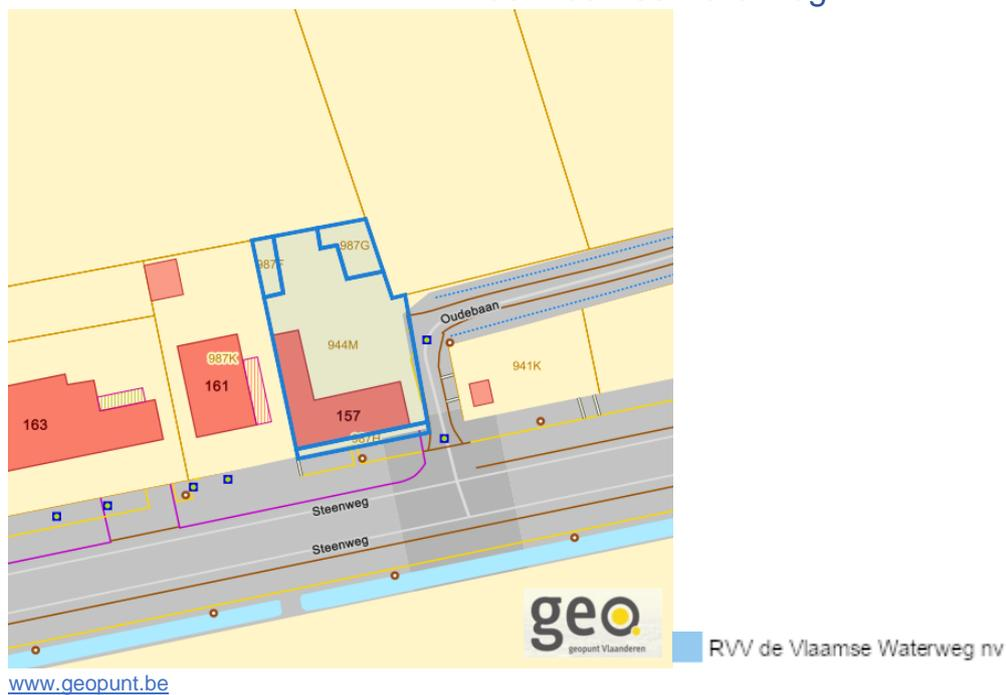 987G
987F
Oudebaan
944M
987K
161
941K
157
163
987H
Steenweg
Steenweg
geo
geopunt Vlaanderen
RVV de Vlaamse Waterweg nv
www.geopunt.be